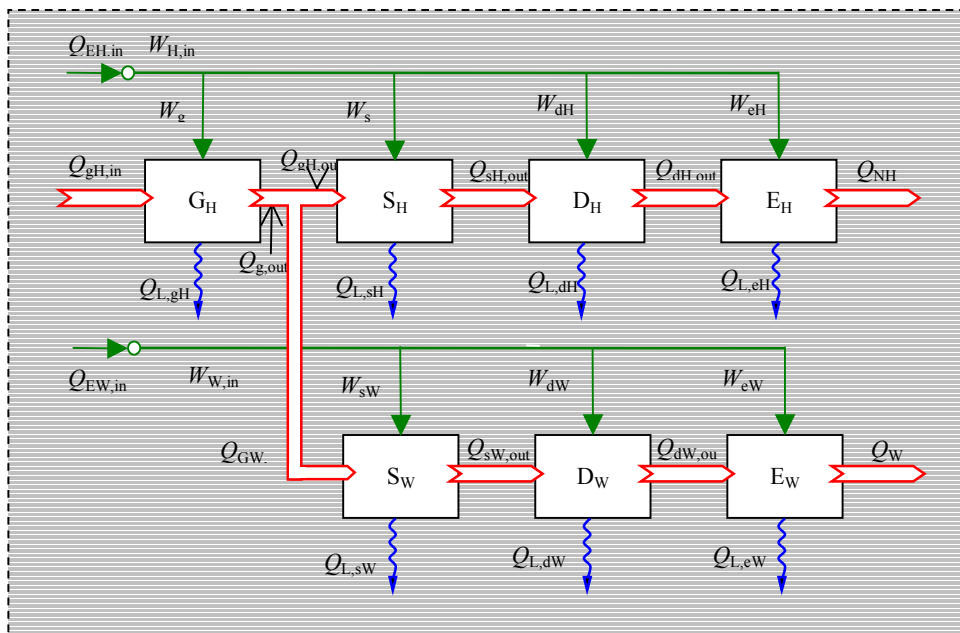 Q_EH,in W_H,in
W_g W_s W_dH W_eH
Q_gH,in Q_gH,ou Q_sH,out Q_dH,out Q_NH
G_H S_H D_H E_H
Q_g,out
Q_L,gH Q_L,sH Q_L,dH Q_L,eH
Q_EW,in W_W,in W_sW W_dW W_eW
Q_GW. Q_sW,out Q_dW,ou Q_W
S_W D_W E_W
Q_L,sW Q_L,dW Q_L,eW